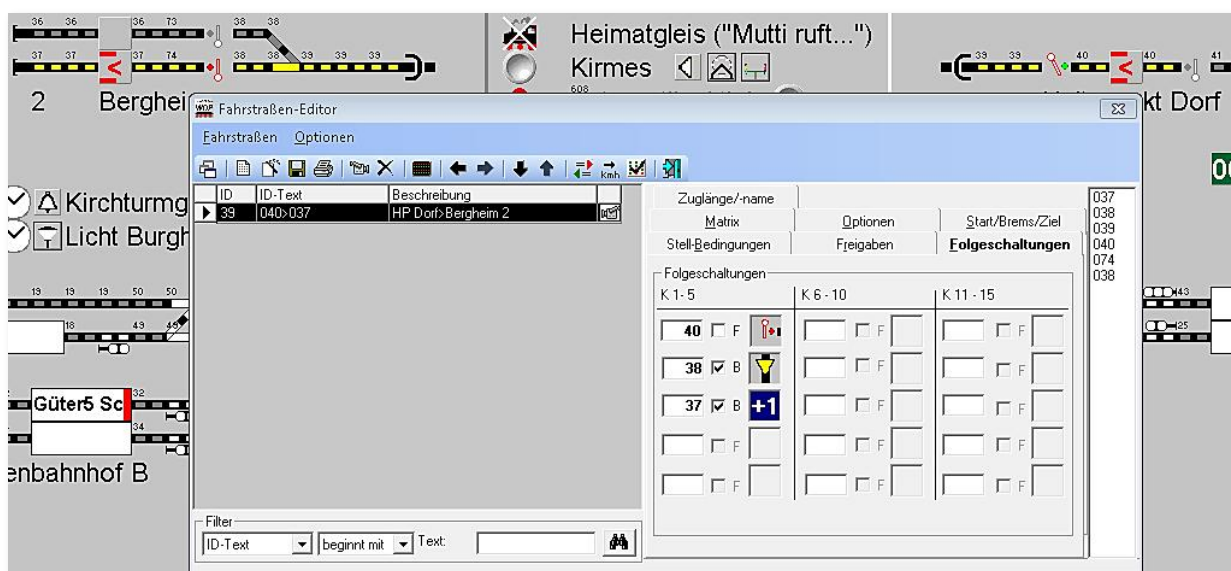 36 36 36 73 38 38
Heimatgleis ("Mutti ruft...")
37 37 37 74 38 38 39 39 39
Kirmes
39 39 40 40 41
608
2 Berghei
kt Dorf
Fahrstraßen-Editor
Fahrstraßen Optionen
Kmh
ID ID-Text Beschreibung
39 040>037 HP Dorf>Bergheim 2
Zuglänge/-name
Matrix Optionen Start/Brems/Ziel
Stell-Bedingungen Freigaben Folgeschaltungen
037
038
039
040
074
038
Kirchturmg
Licht Burgh
Folgeschaltungen
K 1 - 5 K 6 - 10 K 11 - 15
40 F F F
38 B F F
37 B +1 F F
F F F
F F F
19 19 19 50 50
18 49 49
43
25
Güter5 Sc 32
34
enbahnhof B
Filter
ID-Text beginnt mit Text: